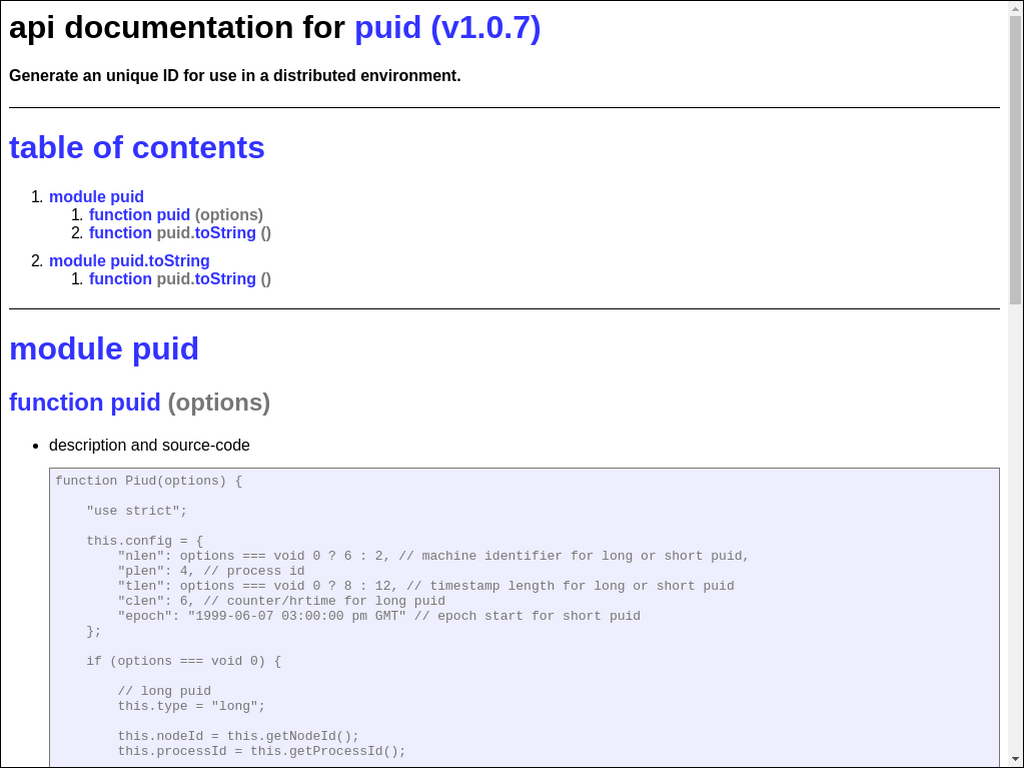 api documentation for puid (v1.0.7)
Generate an unique ID for use in a distributed environment.
table of contents
1. module puid
1. function puid (options)
2. function puid.toString ()
2. module puid.toString
1. function puid.toString ()
module puid
function puid (options)
• description and source-code
function Piud(options) {
"use strict";
this.config = {
"nlen": options === void 0 ? 6 : 2, // machine identifier for long or short puid,
"plen": 4, // process id
"tlen": options === void 0 ? 8 : 12, // timestamp length for long or short puid
"clen": 6, // counter/hrtime for long puid
"epoch": "1999-06-07 03:00:00 pm GMT" // epoch start for short puid
};
if (options === void 0) {
// long puid
this.type = "long";
this.nodeId = this.getNodeId();
this.processId = this.getProcessId();